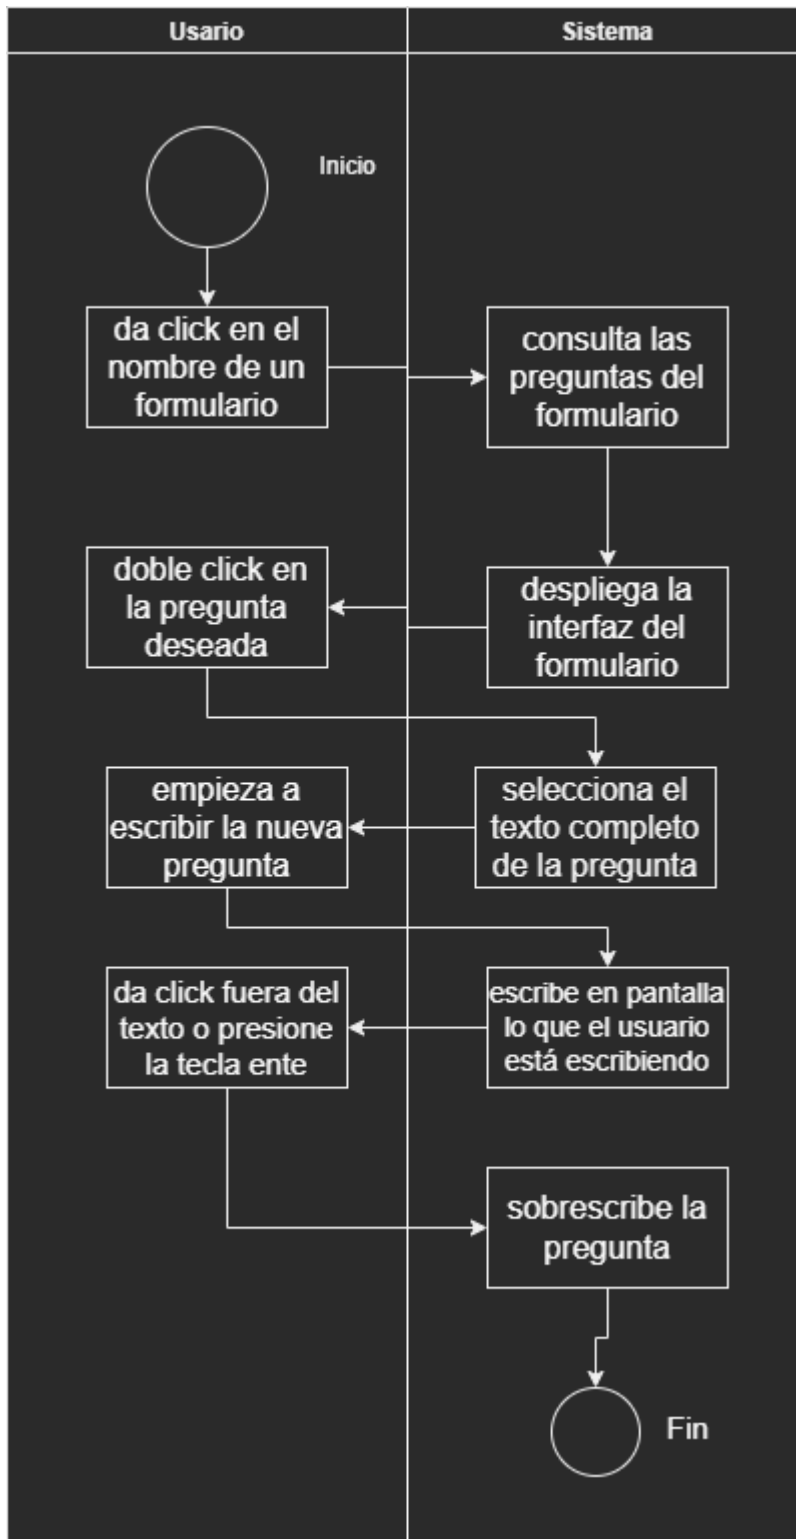 Usario
Sistema
Inicio
da click en el
nombre de un
formulario
consulta las
preguntas del
formulario
doble click en
la pregunta
deseada
despliega la
interfaz del
formulario
empieza a
escribir la nueva
pregunta
selecciona el
texto completo
de la pregunta
da click fuera del
texto o presione
la tecla ente
escribe en pantalla
lo que el usuario
está escribiendo
sobrescribe la
pregunta
Fin